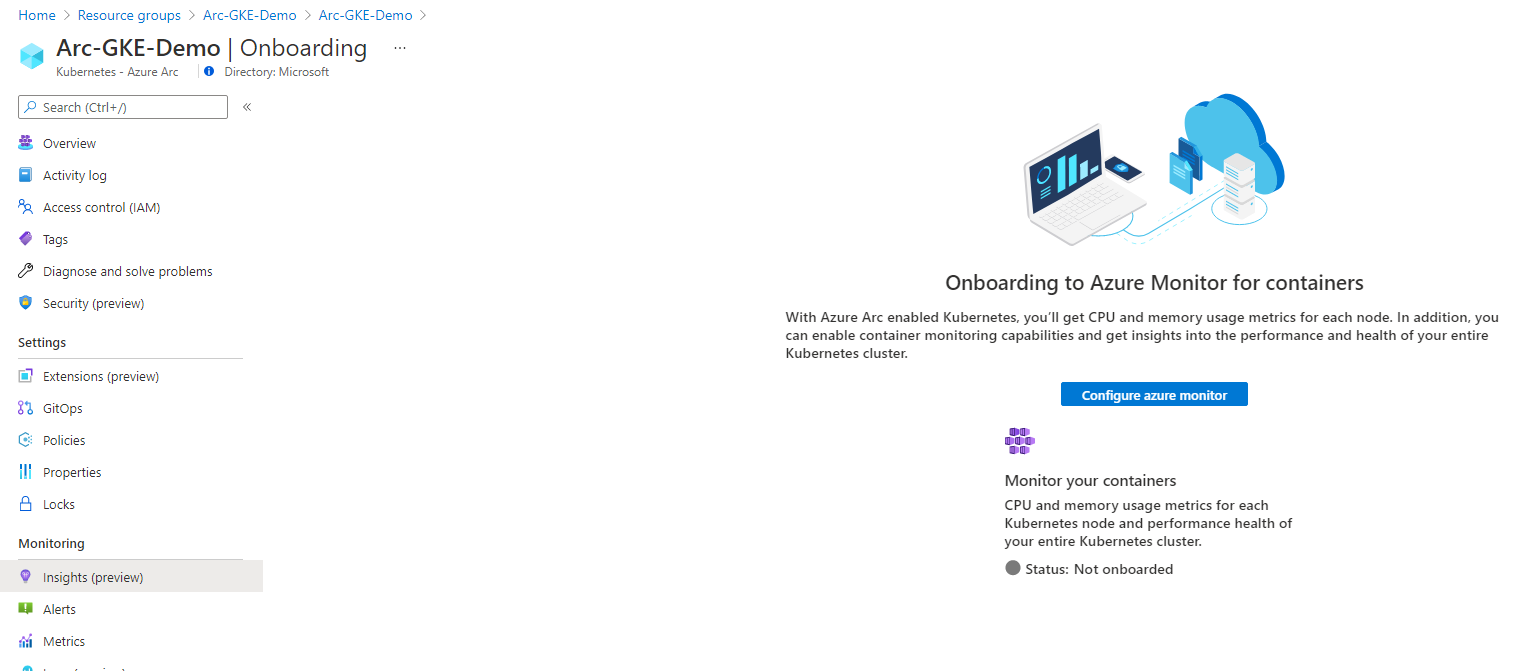 Home > Resource groups > Arc-GKE-Demo > Arc-GKE-Demo >
Arc-GKE-Demo | Onboarding ...
Kubernetes - Azure Arc
Directory: Microsoft
Search (Ctrl+/)
«
Overview
Activity log
Access control (IAM)
Tags
Diagnose and solve problems
Security (preview)
Settings
Extensions (preview)
GitOps
Policies
Properties
Locks
Monitoring
Insights (preview)
Alerts
Metrics
Onboarding to Azure Monitor for containers
With Azure Arc enabled Kubernetes, you’ll get CPU and memory usage metrics for each node. In addition, you
can enable container monitoring capabilities and get insights into the performance and health of your entire
Kubernetes cluster.
Configure azure monitor
Monitor your containers
CPU and memory usage metrics for each
Kubernetes node and performance health of
your entire Kubernetes cluster.
Status: Not onboarded